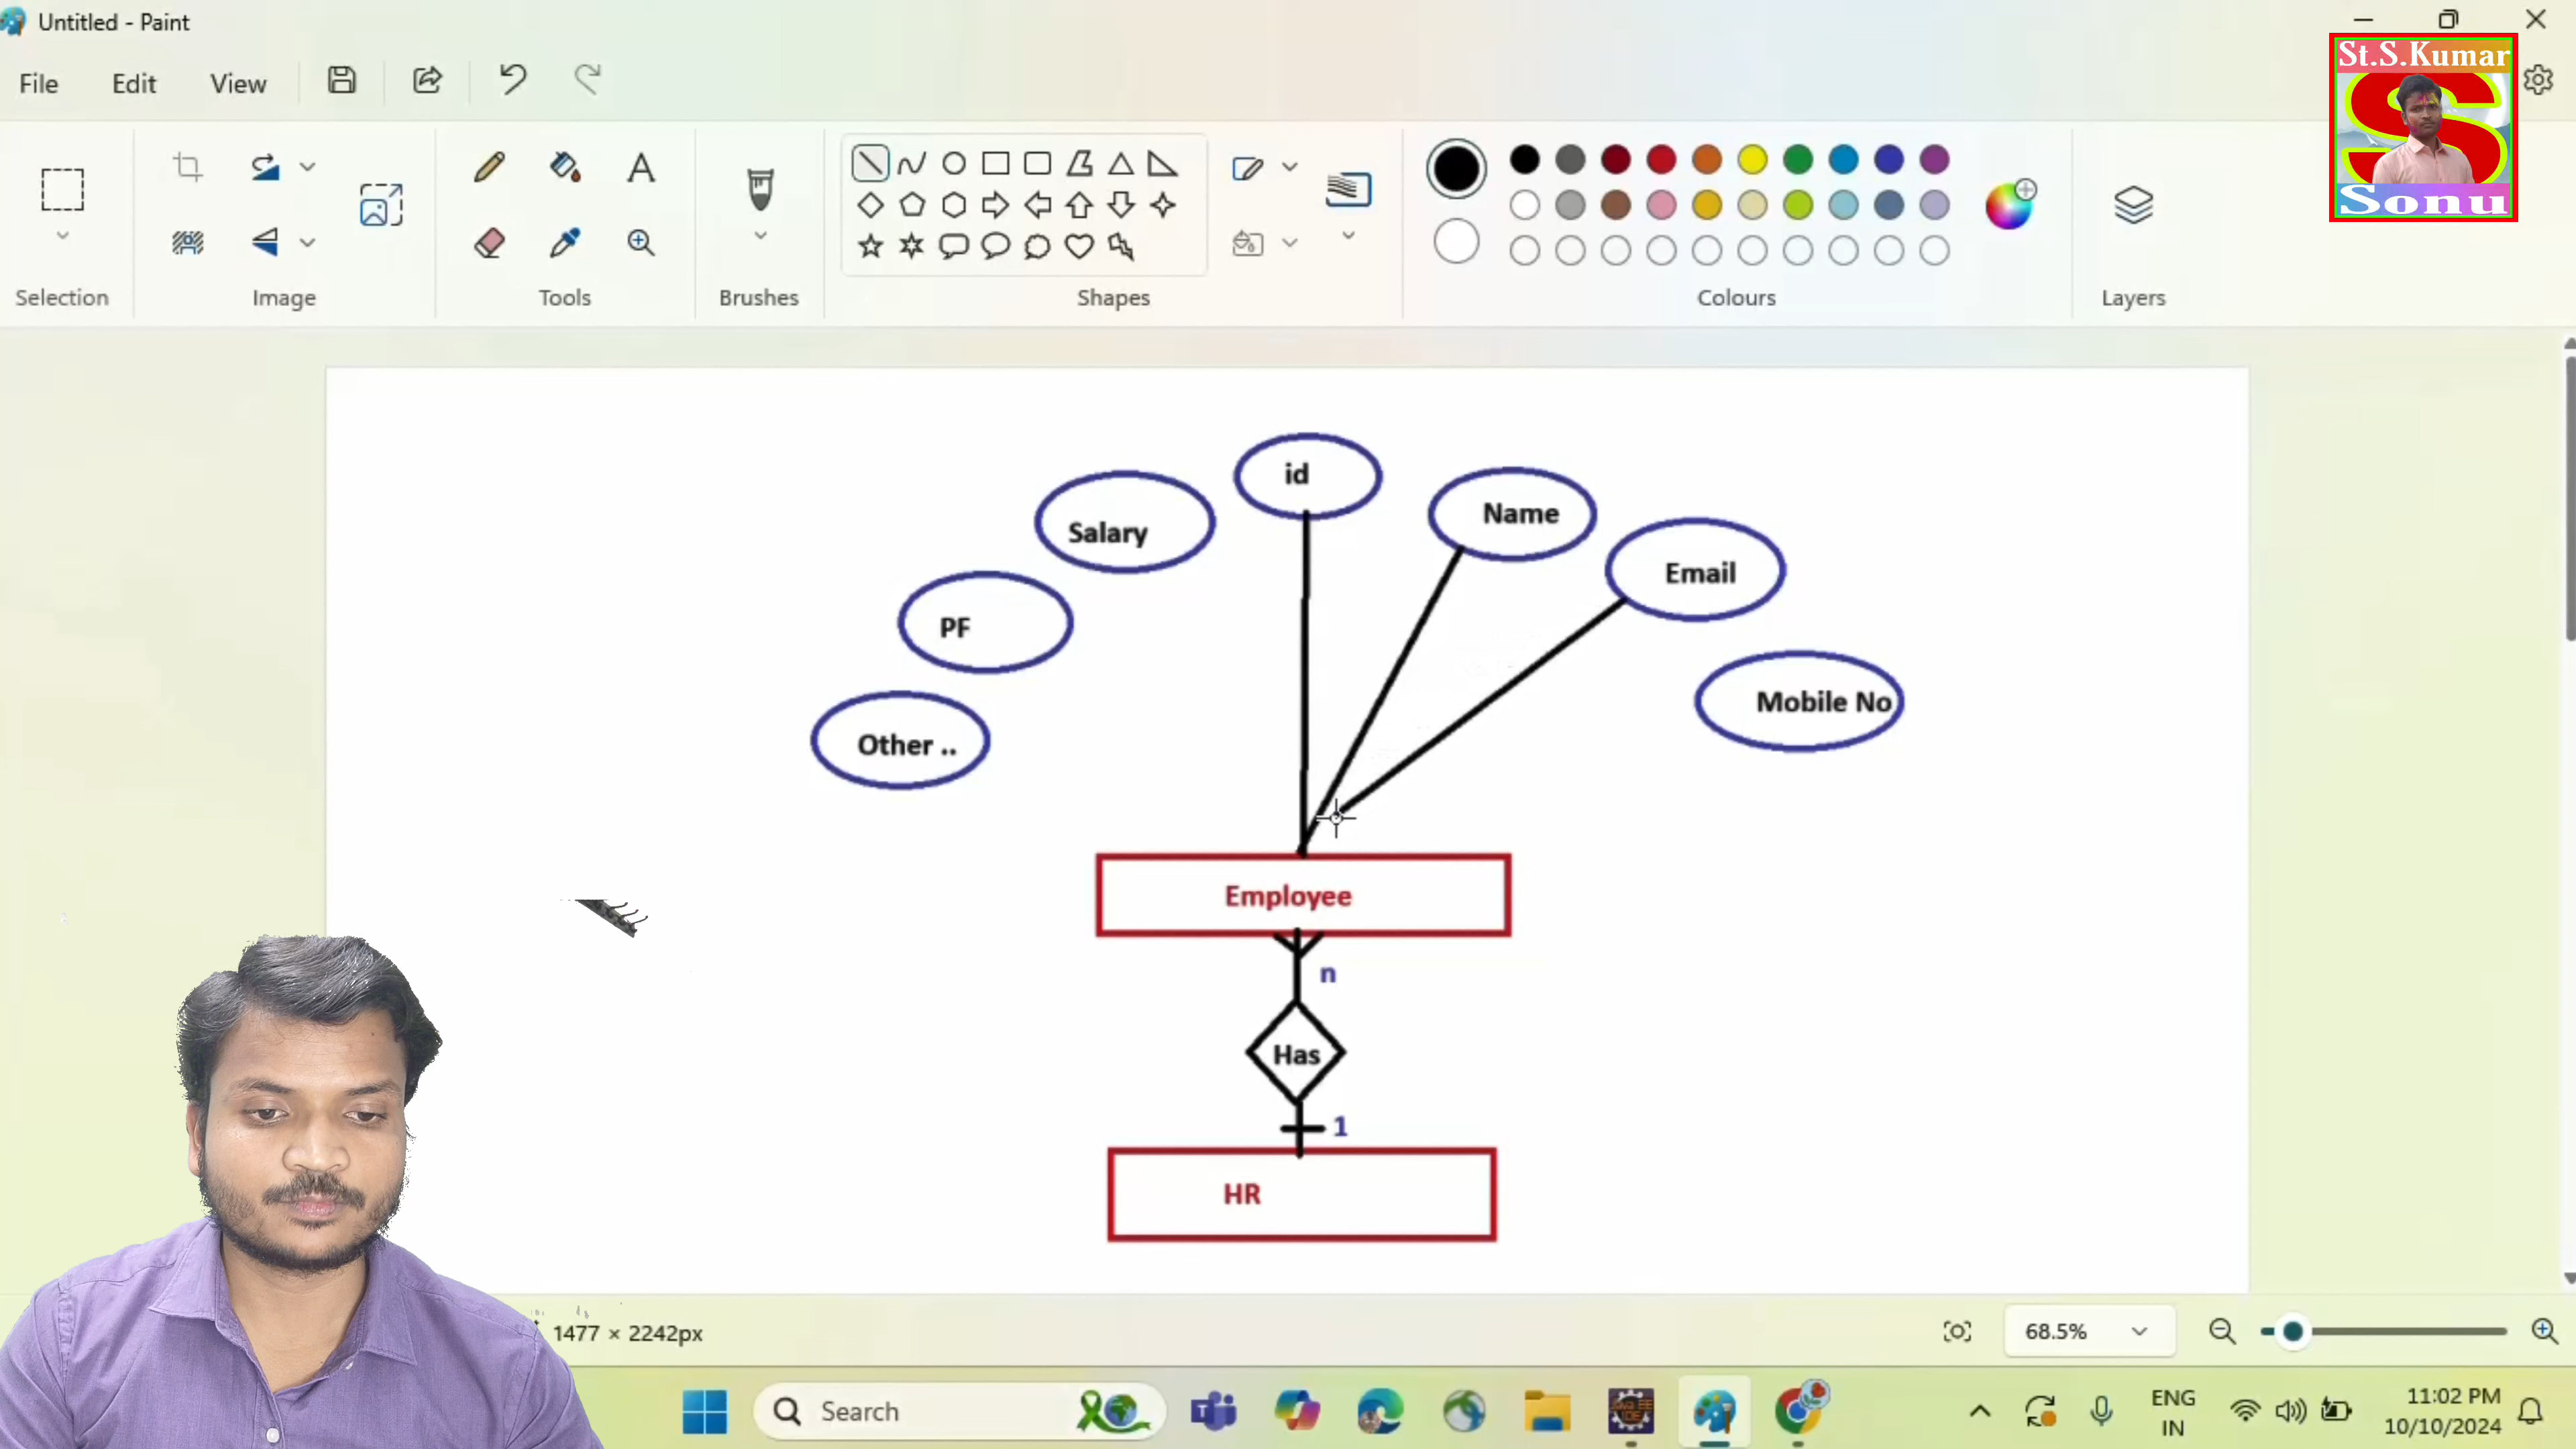 Untitled - Paint
St.S.Kumar
File Edit View
Sonu
Selection Image Tools Brushes Shapes Colours Layers
id
Salary
Name
Email
PF
Mobile No
Other ..
Employee
n
Has
1
HR
1477 × 2242px
68.5%
Search
ENG
IN
11:02 PM
10/10/2024